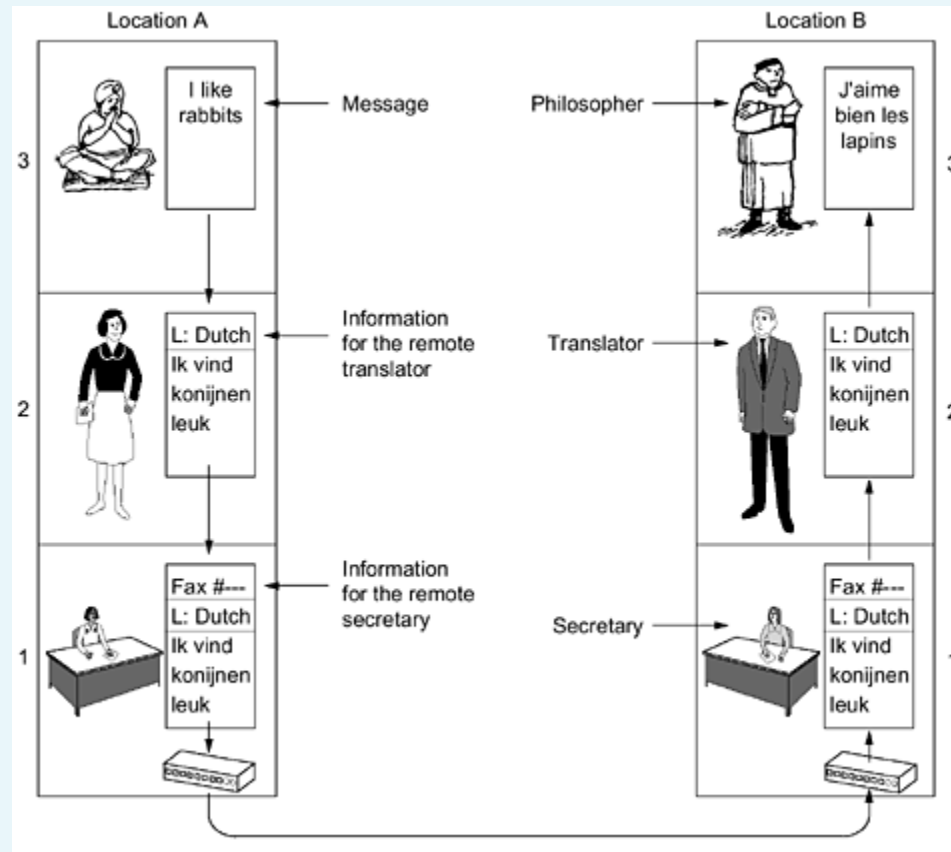 Location A
Location B
I like
rabbits
Message
Philosopher
J'aime
bien les
lapins
3
3
L: Dutch
Ik vind
konijnen
leuk
Information
for the remote
translator
Translator
L: Dutch
Ik vind
konijnen
leuk
2
2
Fax #---
L: Dutch
Ik vind
konijnen
leuk
Information
for the remote
secretary
Secretary
Fax #---
L: Dutch
Ik vind
konijnen
leuk
1